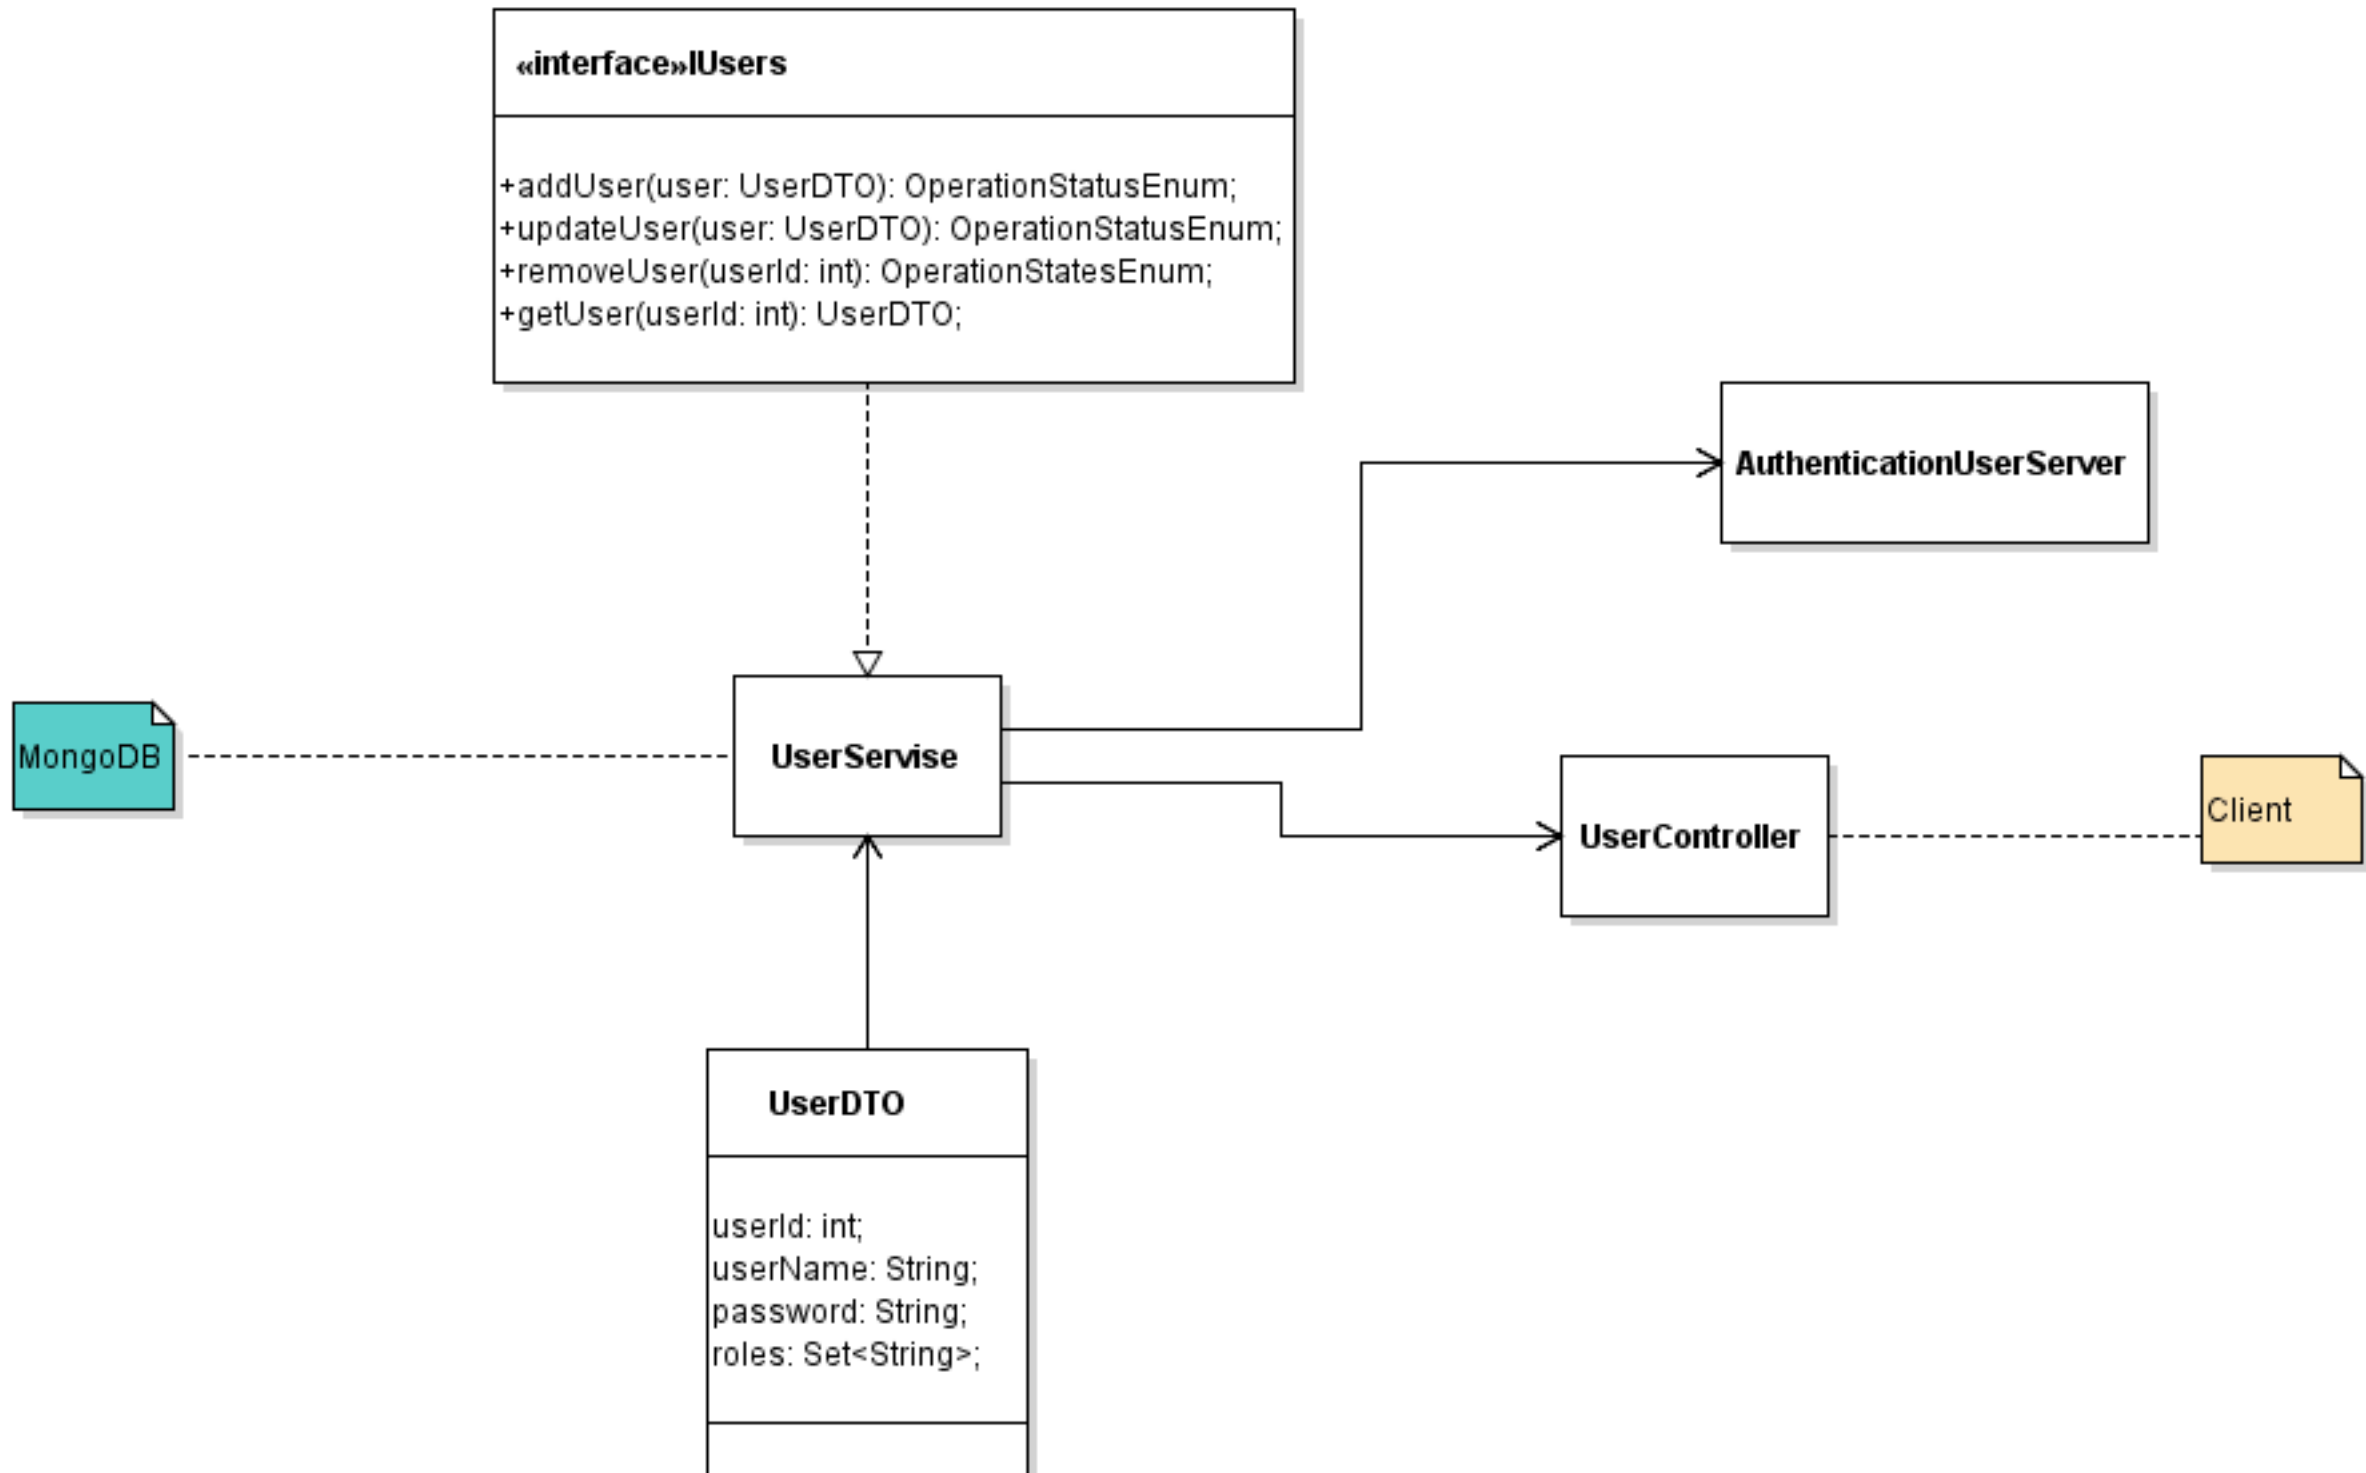 «interface»IUsers
+addUser(user: UserDTO): OperationStatusEnum;
+updateUser(user: UserDTO): OperationStatusEnum;
+removeUser(userId: int): OperationStatesEnum;
+getUser(userId: int): UserDTO;
AuthenticationUserServer
MongoDB
UserServise
UserController
Client
UserDTO
userId: int;
userName: String;
password: String;
roles: Set<String>;